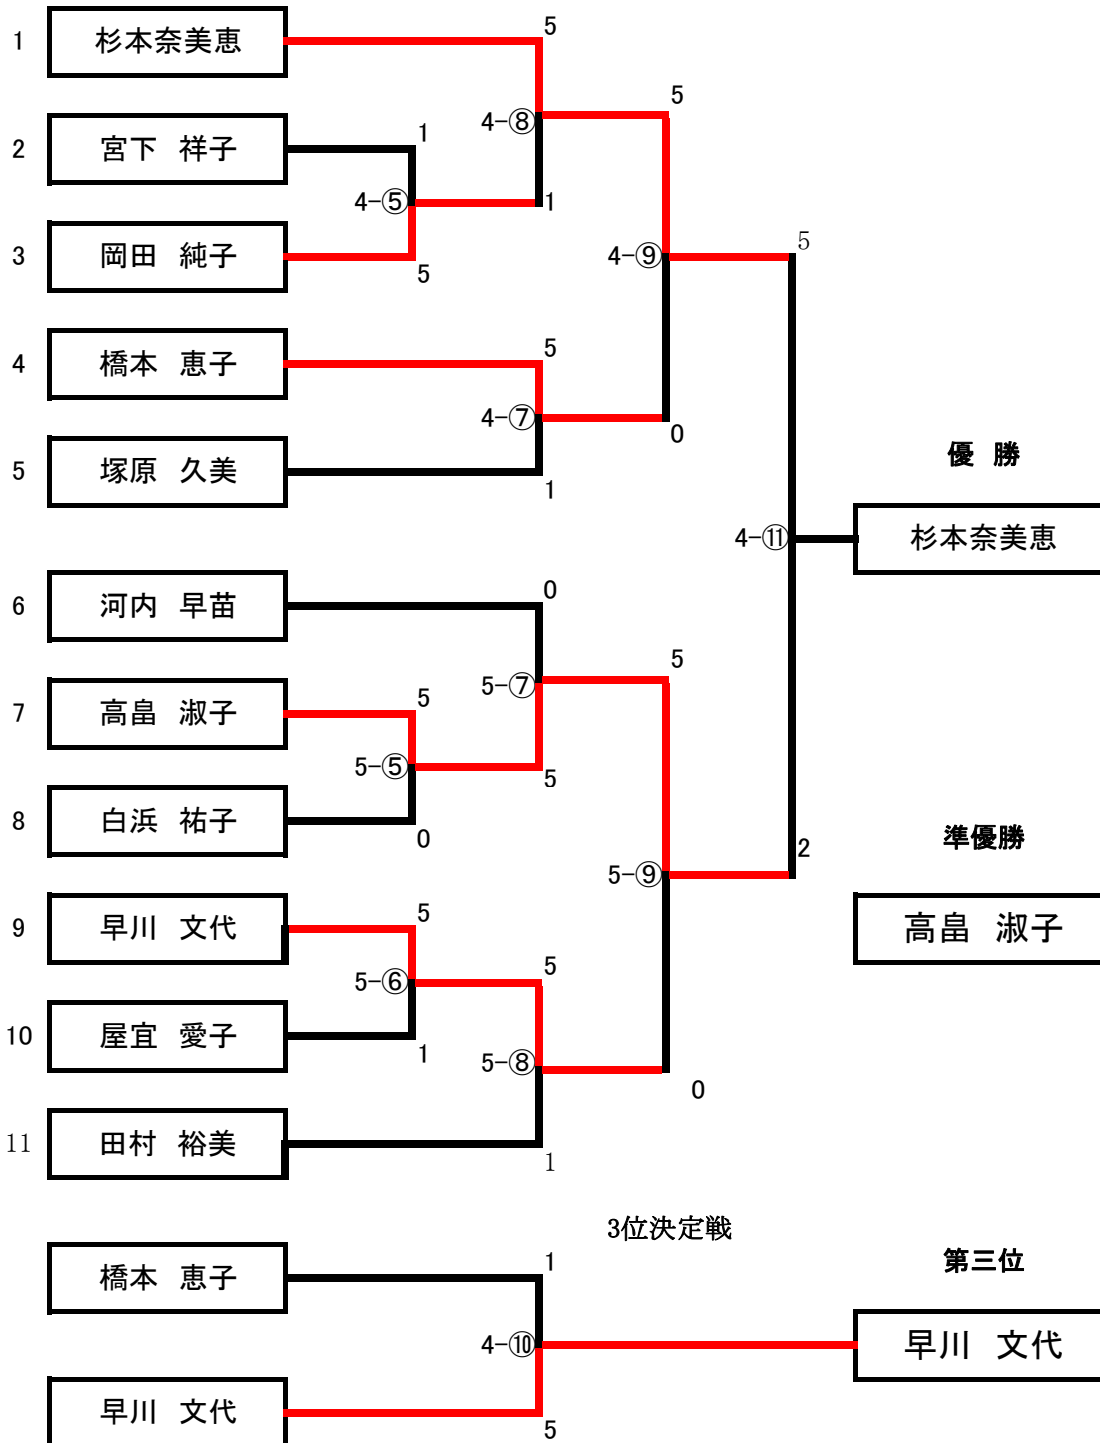 5
1 杉本奈美恵
5
4-⑧
1
2 宮下 祥子
4-⑤
1
3 岡田 純子
5
4-⑨
5
5
4 橋本 恵子
4-⑦
0
優 勝
5 塚原 久美
1
4-⑪
杉本奈美恵
0
6 河内 早苗
5
5-⑦
5
7 高畠 淑子
5-⑤
5
8 白浜 祐子
0
準優勝
2
5-⑨
5
9 早川 文代
高畠 淑子
5
5-⑥
10 屋宜 愛子
1
5-⑧
0
11 田村 裕美
1
3位決定戦
1
第三位
橋本 恵子
4-⑩
早川 文代
早川 文代
5